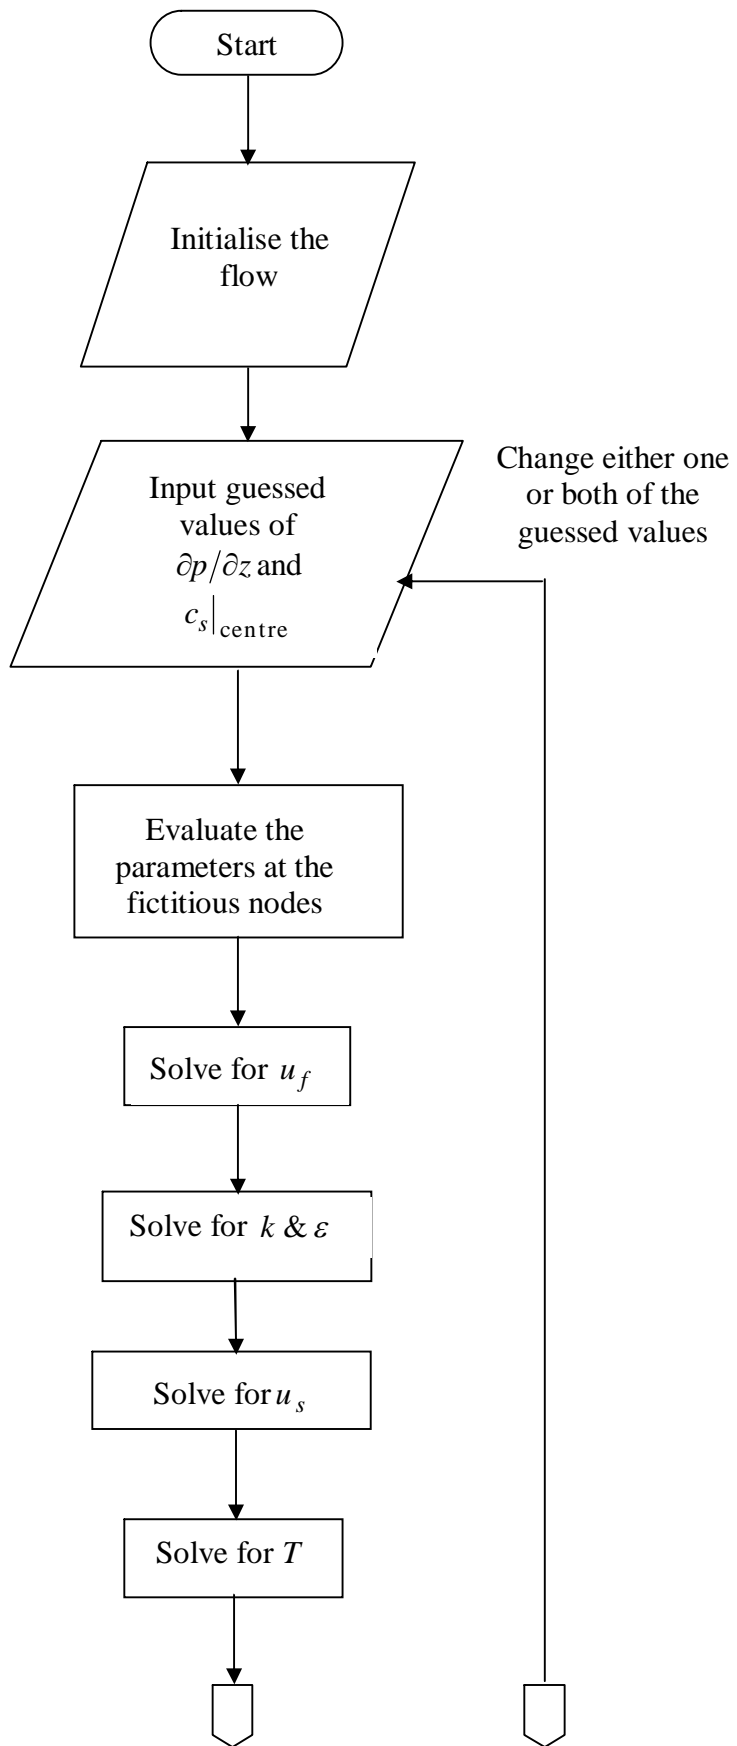 Start
Initialise the
flow
Input guessed
values of
∂p/∂z and
c_s|centre
Change either one
or both of the
guessed values
Evaluate the
parameters at the
fictitious nodes
Solve for u_f
Solve for k & ε
Solve for u_s
Solve for T